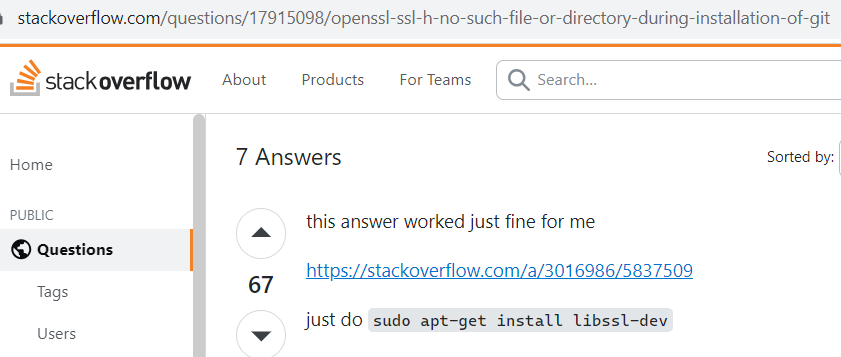 stackoverflow.com/questions/17915098/openssl-ssl-h-no-such-file-or-directory-during-installation-of-git
stackoverflow About Products For Teams Search...
7 Answers Sorted by:
Home
PUBLIC
this answer worked just fine for me
Questions
https://stackoverflow.com/a/3016986/5837509
67
Tags
just do sudo apt-get install libssl-dev
Users